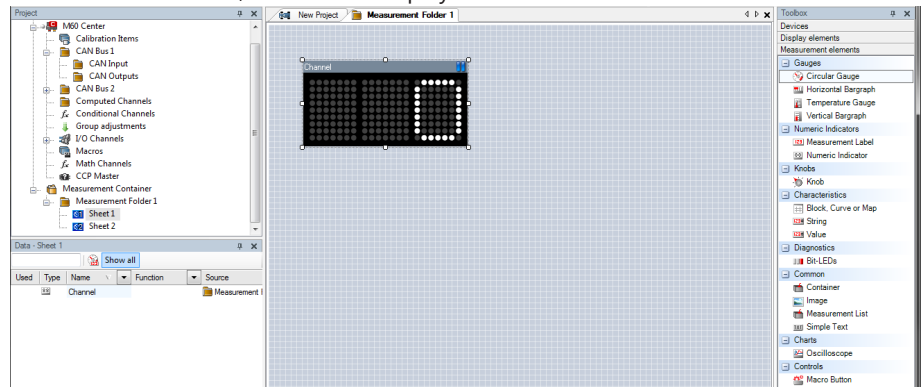 Project
M60 Center
Calibration Items
CAN Bus 1
CAN Input
CAN Outputs
CAN Bus 2
Computed Channels
fx Conditional Channels
Group adjustments
I/O Channels
Macros
fx Math Channels
CCP Master
Measurement Container
Measurement Folder 1
Sheet 1
Sheet 2
Data - Sheet 1
Show all
Used Type Name Function Source
Channel Measurement
New Project Measurement Folder 1
Channel
0
Toolbox
Devices
Display elements
Measurement elements
Gauges
Circular Gauge
Horizontal Bargraph
Temperature Gauge
Vertical Bargraph
Numeric Indicators
Measurement Label
Numeric Indicator
Knobs
Knob
Characteristics
Block, Curve or Map
String
Value
Diagnostics
Bit-LEDs
Common
Container
Image
Measurement List
Simple Text
Charts
Oscilloscope
Controls
Macro Button